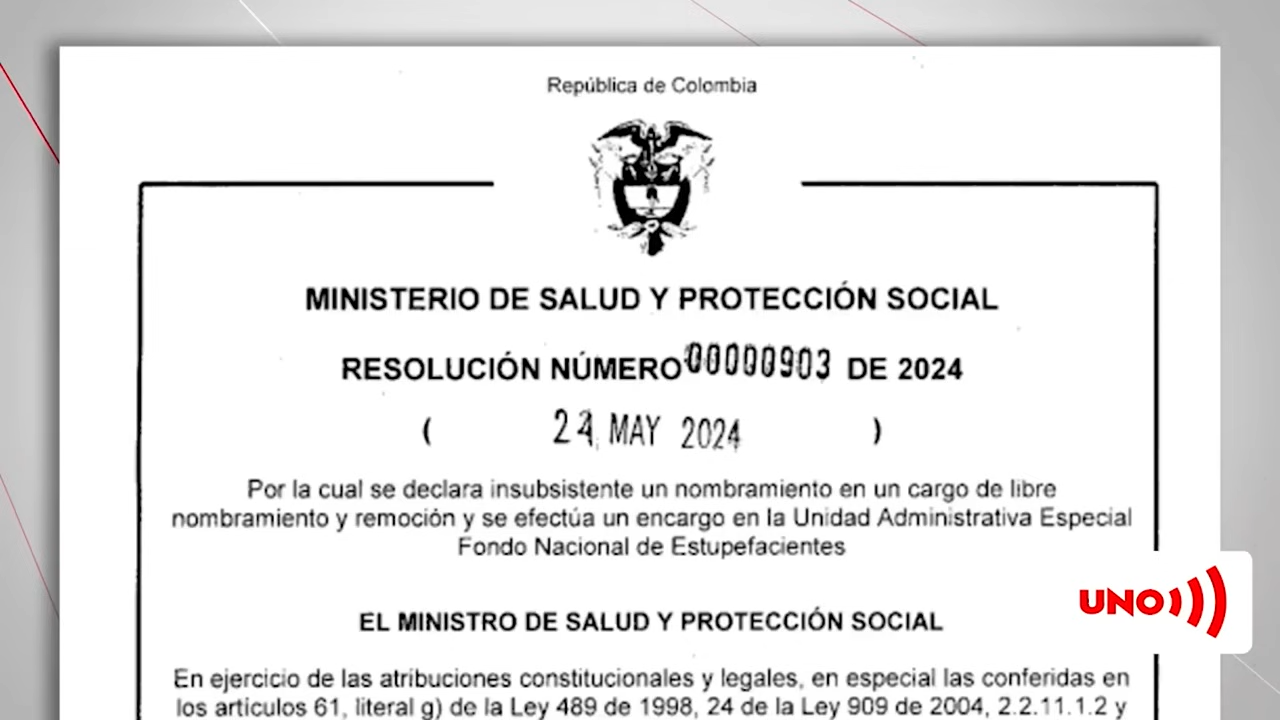 República de Colombia
MINISTERIO DE SALUD Y PROTECCIÓN SOCIAL
RESOLUCIÓN NÚMERO 00000903 DE 2024
( 24 MAY 2024 )
Por la cual se declara insubsistente un nombramiento en un cargo de libre
nombramiento y remoción y se efectúa un encargo en la Unidad Administrativa Especial
Fondo Nacional de Estupefacientes
UNO
EL MINISTRO DE SALUD Y PROTECCIÓN SOCIAL
En ejercicio de las atribuciones constitucionales y legales, en especial las conferidas en
los artículos 61, literal g) de la Ley 489 de 1998, 24 de la Ley 909 de 2004, 2.2.11.1.2 y